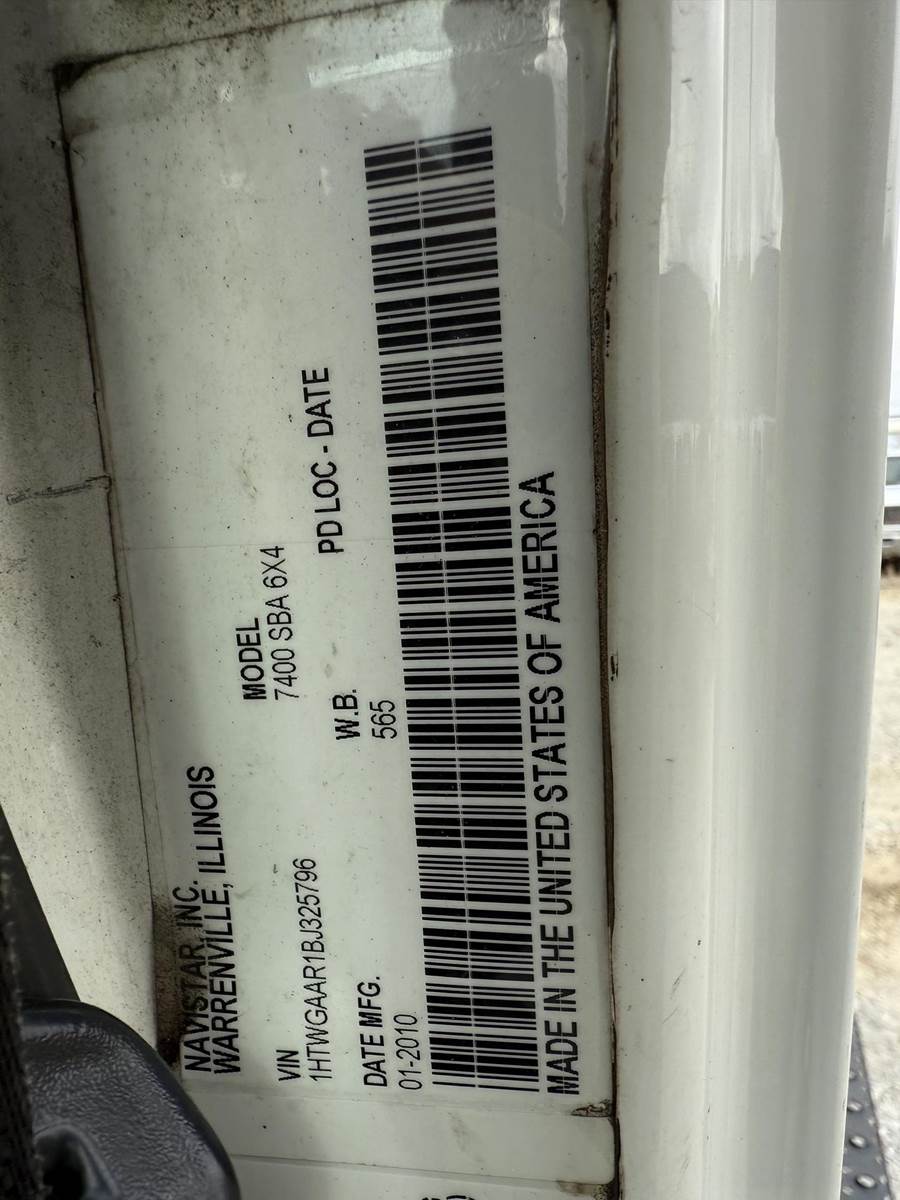 NAVISTAR, INC.
WARRENVILLE, ILLINOIS
VIN
1HTWGAAR1BJ325796
MODEL
7400 SBA 6X4
DATE MFG.
01-2010
W.B.
565
PD LOC - DATE
MADE IN THE UNITED STATES OF AMERICA